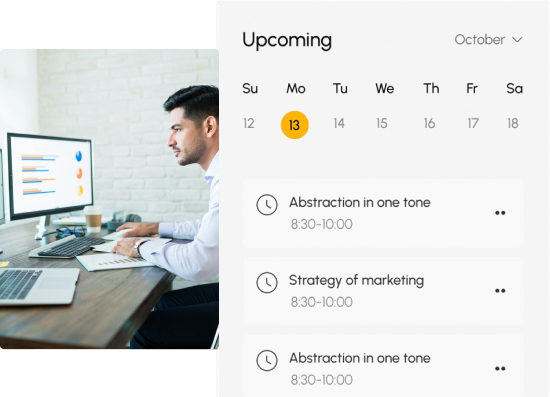 Upcoming
October
Su Mo Tu We Th Fr Sa
12 13 14 15 16 17 18
Abstraction in one tone
8:30-10:00
Strategy of marketing
8:30-10:00
Abstraction in one tone
8:30-10:00